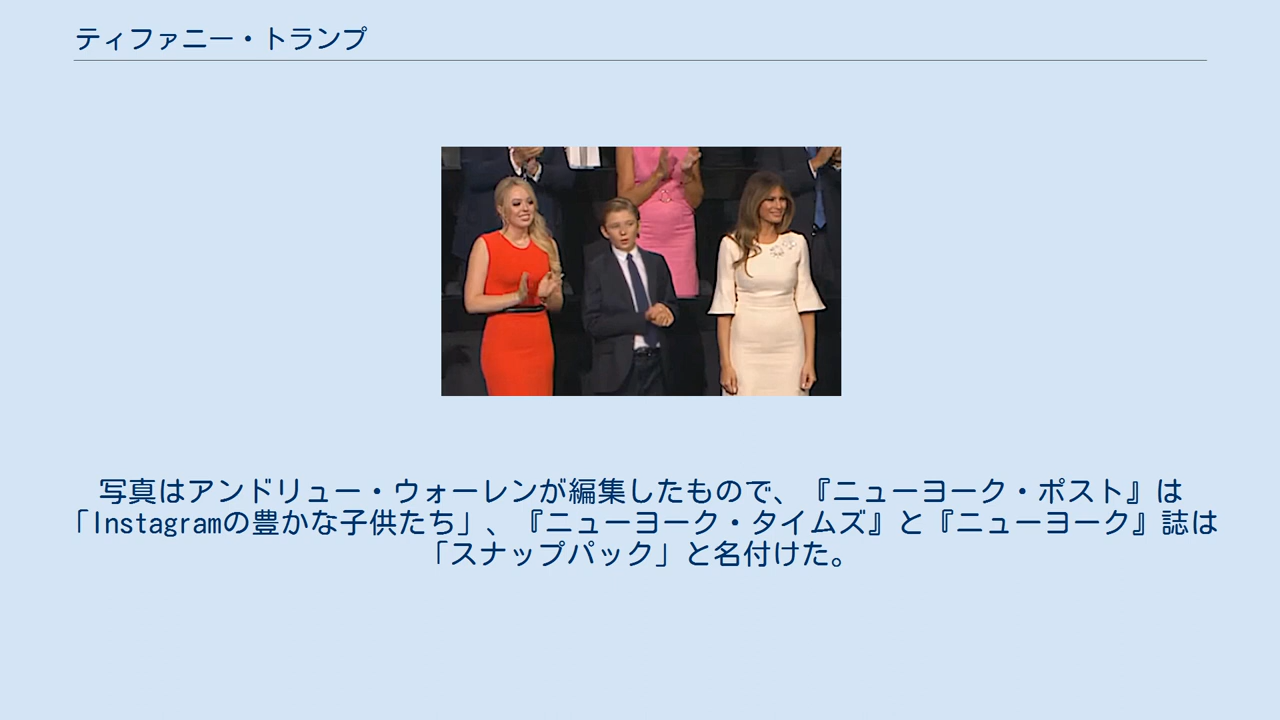 ティファニー・トランプ
写真はアンドリュー・ウォーレンが編集したもので、『ニューヨーク・ポスト』は
「Instagramの豊かな子供たち」、『ニューヨーク・タイムズ』と『ニューヨーク』誌は
「スナップパック」と名付けた。